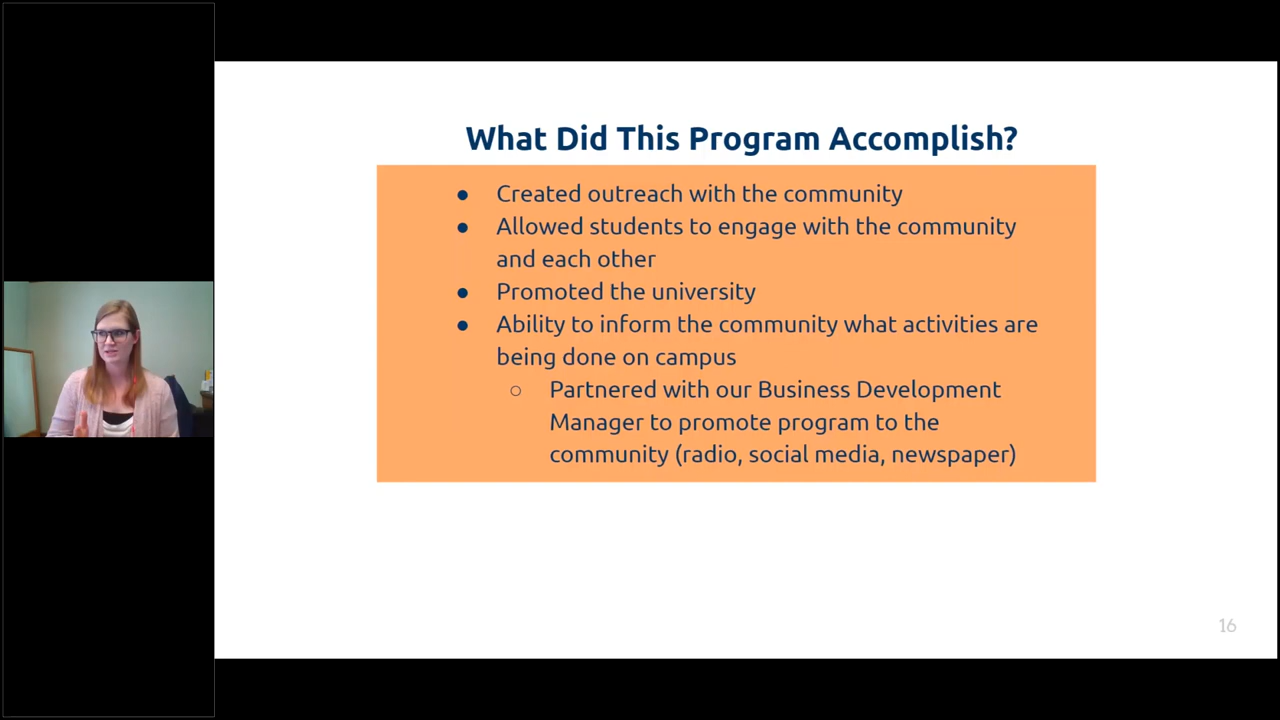 What Did This Program Accomplish?
● Created outreach with the community
● Allowed students to engage with the community
and each other
● Promoted the university
● Ability to inform the community what activities are
being done on campus
○ Partnered with our Business Development
Manager to promote program to the
community (radio, social media, newspaper)
16